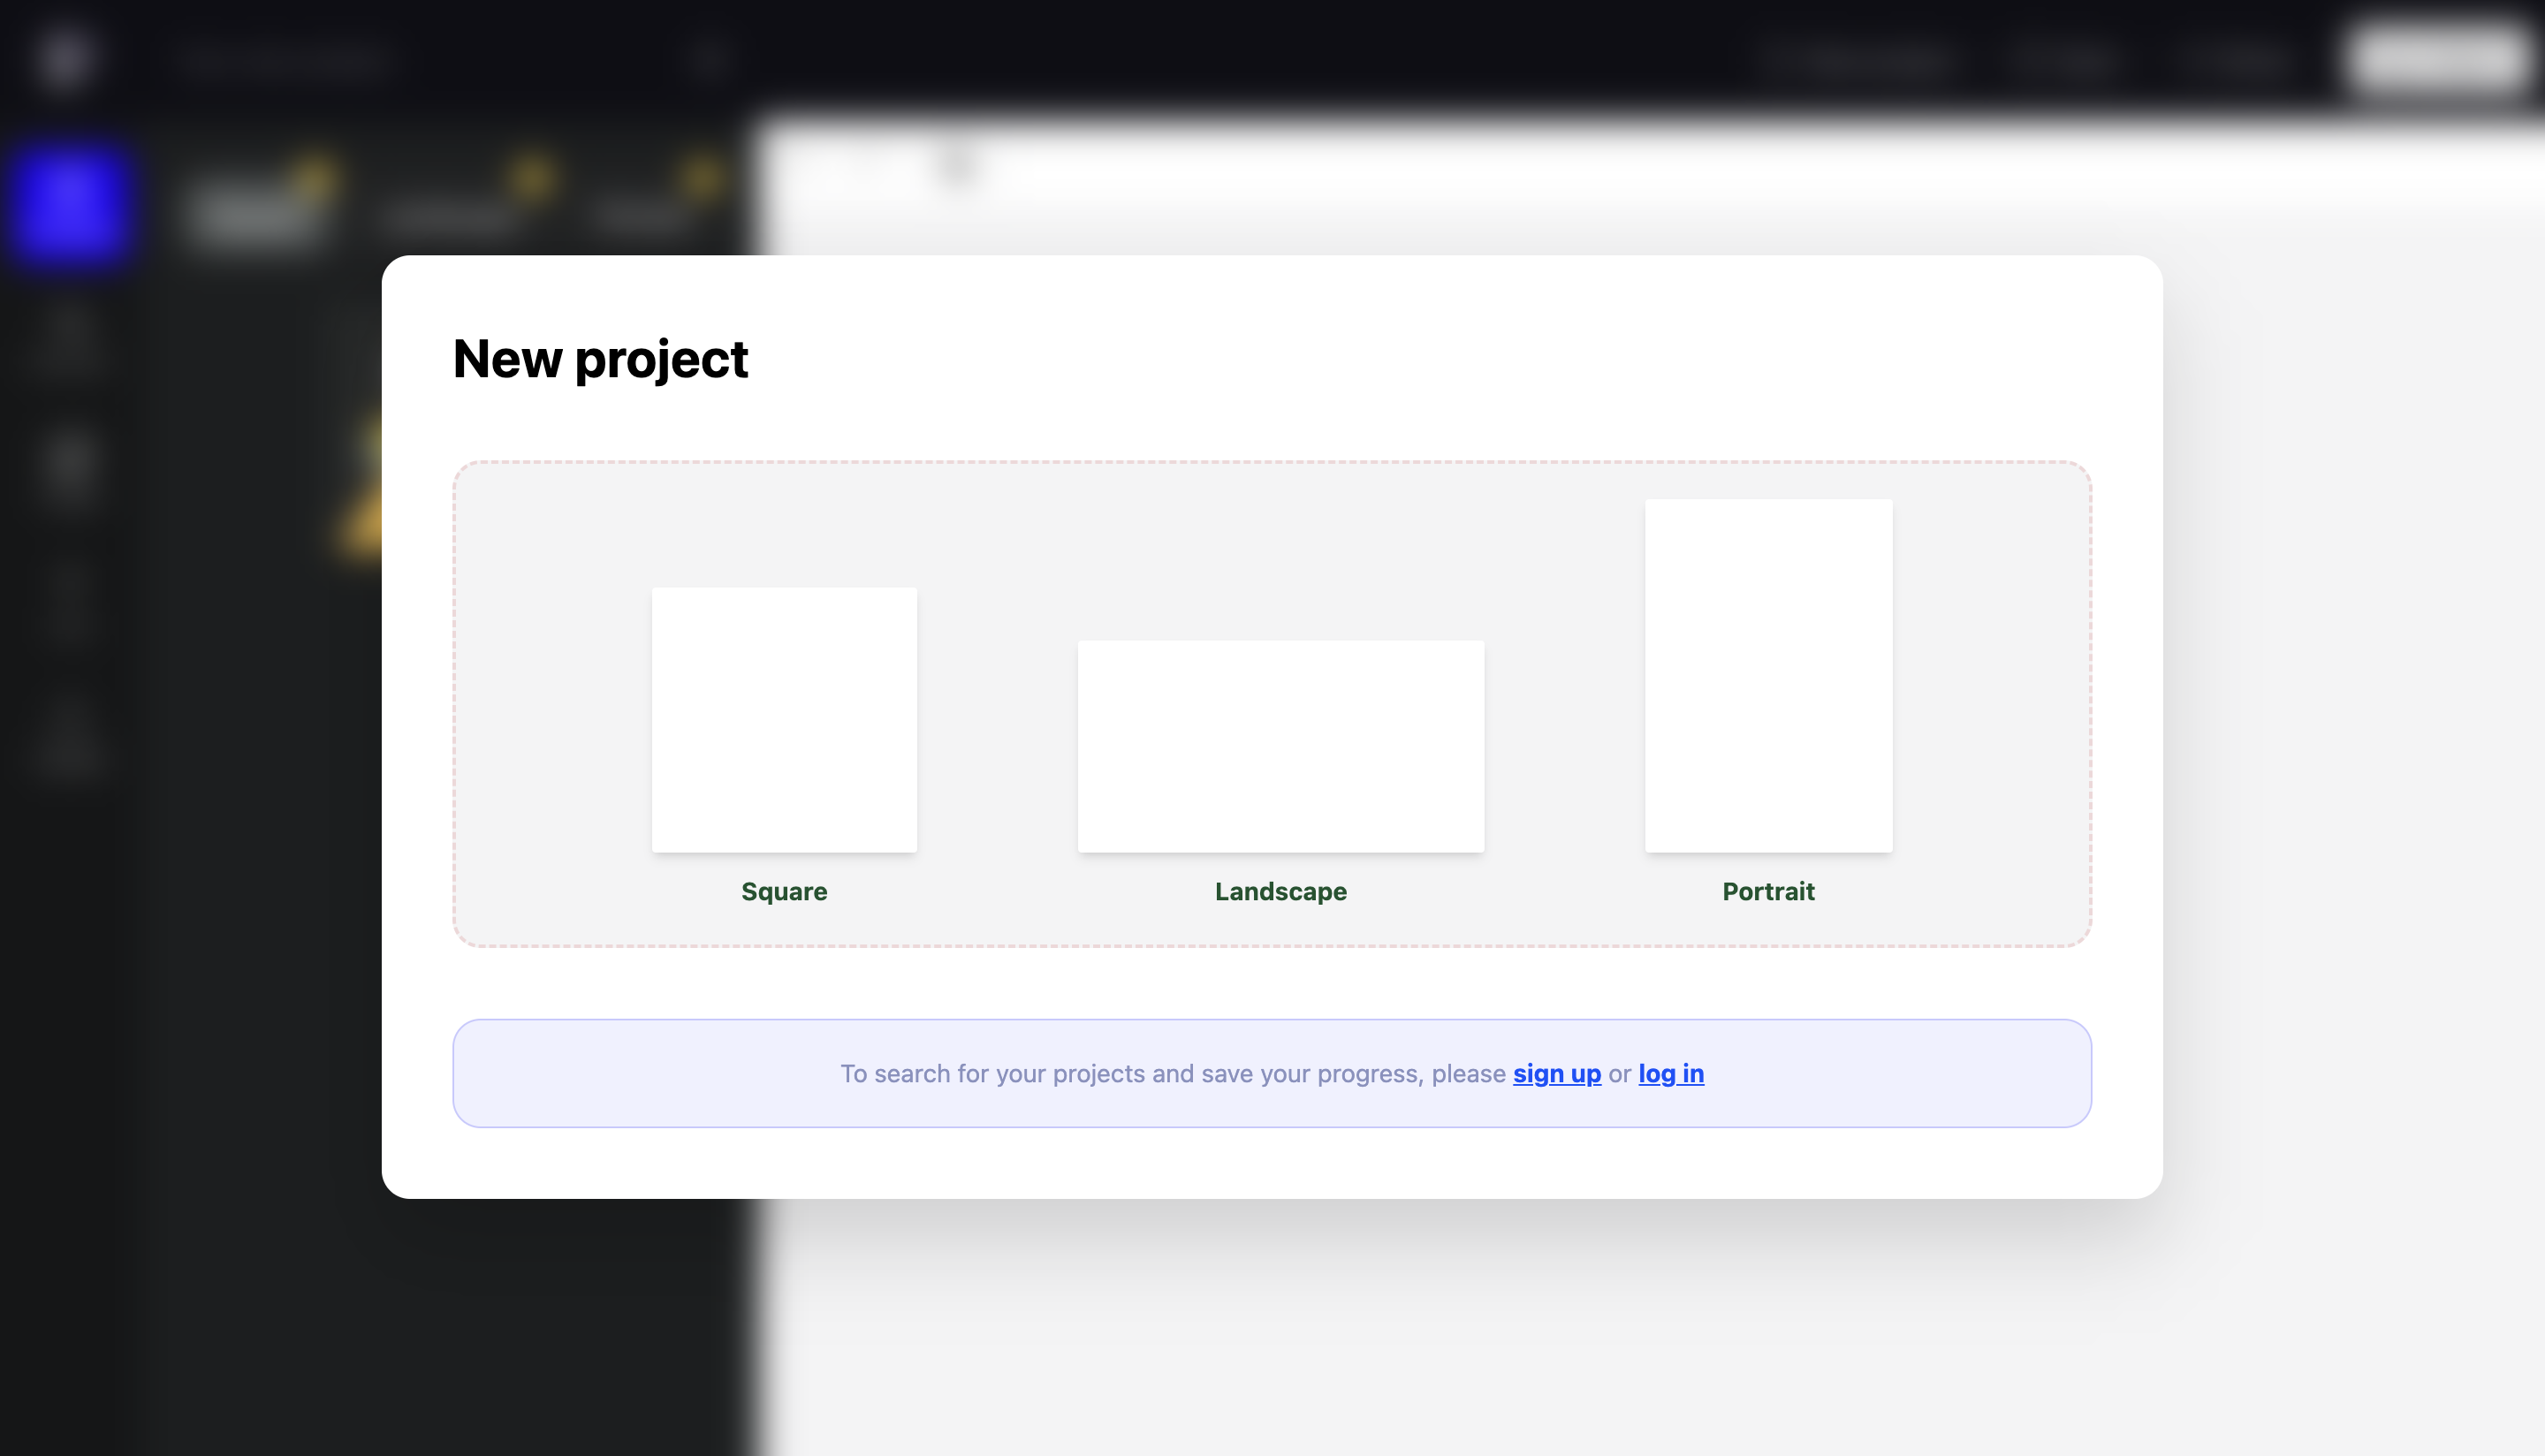 New project
Square
Landscape
Portrait
To search for your projects and save your progress, please sign up or log in